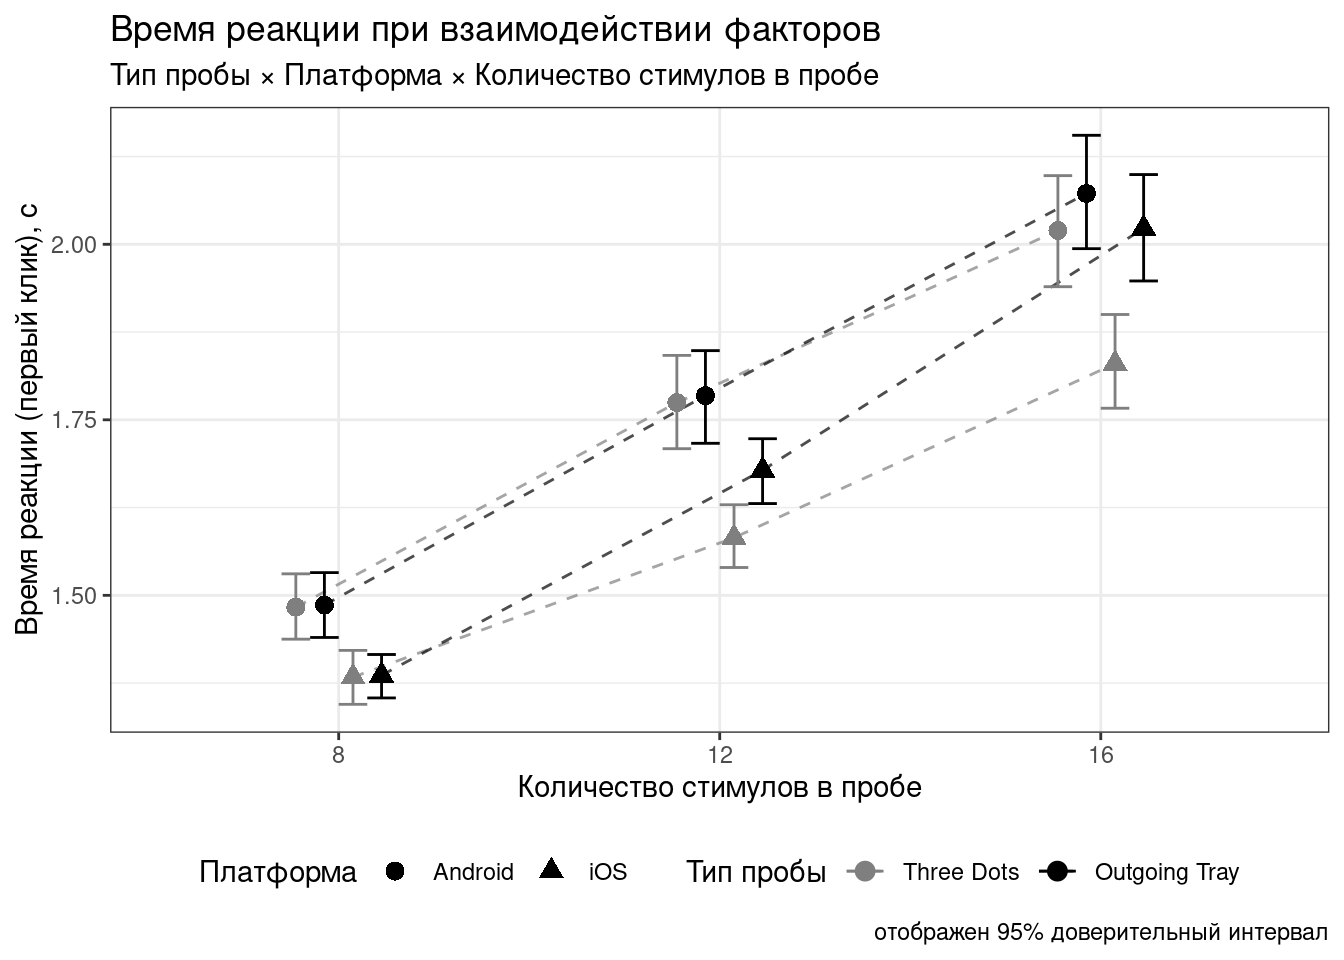 Время реакции при взаимодействии факторов
Тип пробы × Платформа × Количество стимулов в пробе
Время реакции (первый клик), с
2.00
1.75
1.50
8 12 16
Количество стимулов в пробе
Платформа Android iOS Тип пробы Three Dots Outgoing Tray
отображен 95% доверительный интервал